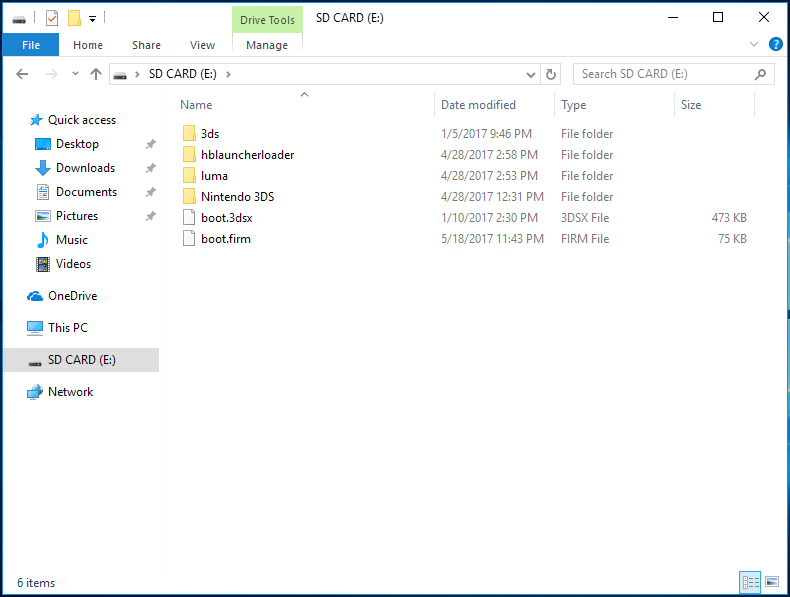 Drive Tools SD CARD (E:)
File Home Share View Manage
SD CARD (E:) Search SD CARD (E:)
Name Date modified Type Size
Quick access
Desktop
Downloads
Documents
Pictures
Music
Videos
OneDrive
This PC
SD CARD (E:)
Network
3ds 1/5/2017 9:46 PM File folder
hblauncherloader 4/28/2017 2:58 PM File folder
luma 4/28/2017 2:53 PM File folder
Nintendo 3DS 4/28/2017 12:31 PM File folder
boot.3dsx 1/10/2017 2:30 PM 3DSX File 473 KB
boot.firm 5/18/2017 11:43 PM FIRM File 75 KB
6 items